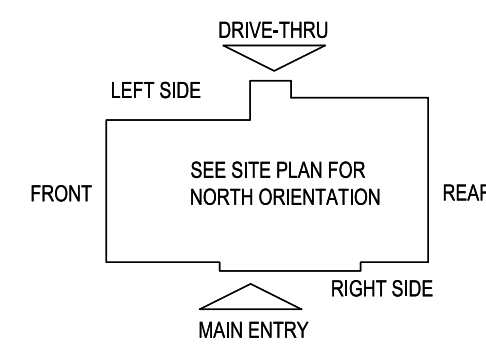 DRIVE-THRU
LEFT SIDE
SEE SITE PLAN FOR
NORTH ORIENTATION
FRONT
REAR
RIGHT SIDE
MAIN ENTRY